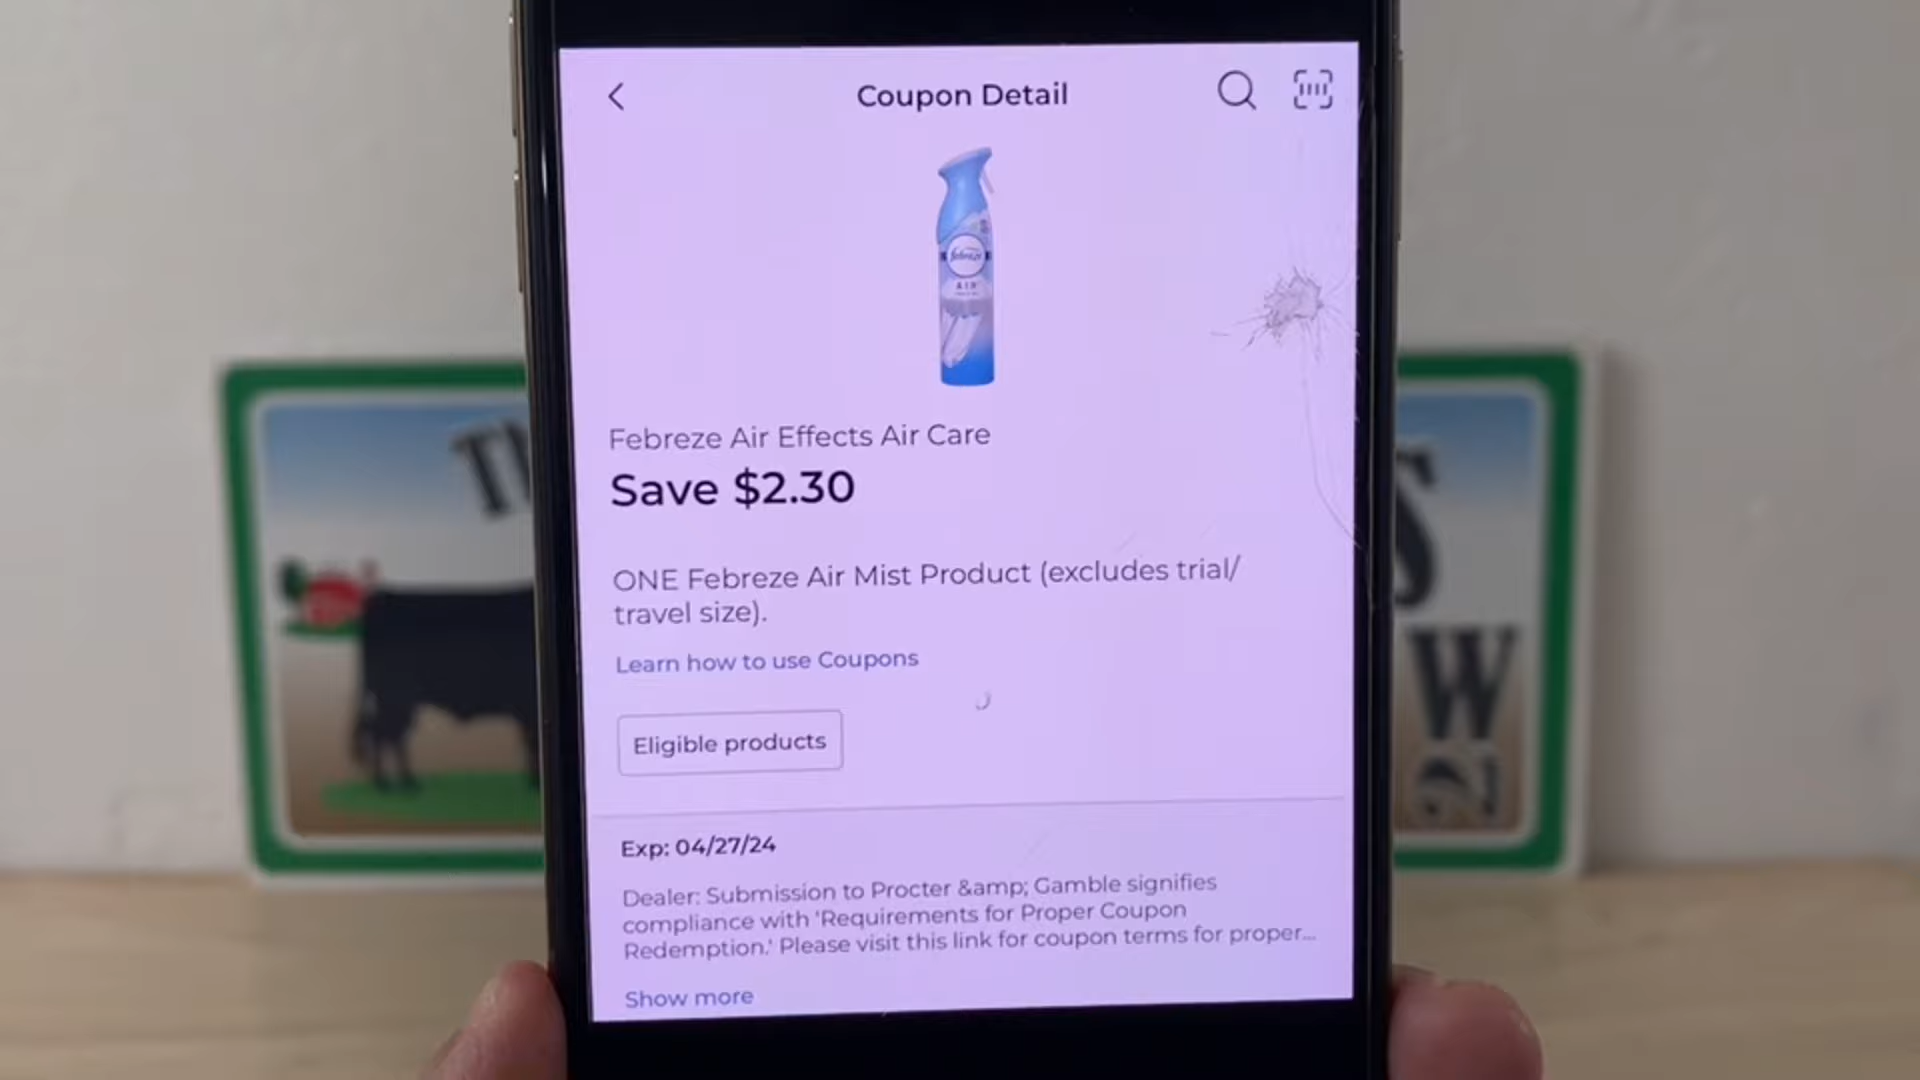 Coupon Detail
febreze
AIR
Febreze Air Effects Air Care
Save $2.30
ONE Febreze Air Mist Product (excludes trial/
travel size).
Learn how to use Coupons
Eligible products
Exp: 04/27/24
Dealer: Submission to Procter &amp; Gamble signifies
compliance with 'Requirements for Proper Coupon
Redemption.' Please visit this link for coupon terms for proper...
Show more
S
W